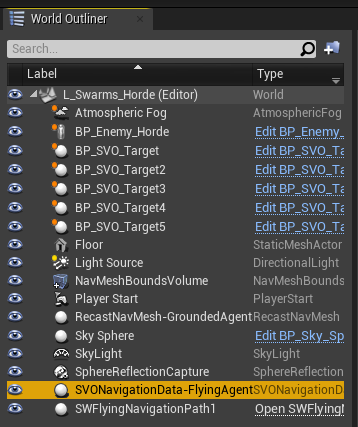 World Outliner
Search...
Label Type
L_Swarms_Horde (Editor) World
Atmospheric Fog AtmosphericFog
BP_Enemy_Horde Edit BP_Enemy_
BP_SVO_Target Edit BP_SVO_Ta
BP_SVO_Target2 Edit BP_SVO_Ta
BP_SVO_Target3 Edit BP_SVO_Ta
BP_SVO_Target4 Edit BP_SVO_Ta
BP_SVO_Target5 Edit BP_SVO_Ta
Floor StaticMeshActor
Light Source DirectionalLight
NavMeshBoundsVolume NavMeshBounds
Player Start PlayerStart
RecastNavMesh-GroundedAgent RecastNavMesh
Sky Sphere Edit BP_Sky_Sp
SkyLight SkyLight
SphereReflectionCapture SphereReflection
SVONavigationData-FlyingAgent SVONavigationDa
SWFlyingNavigationPath1 Open SWFlyingN